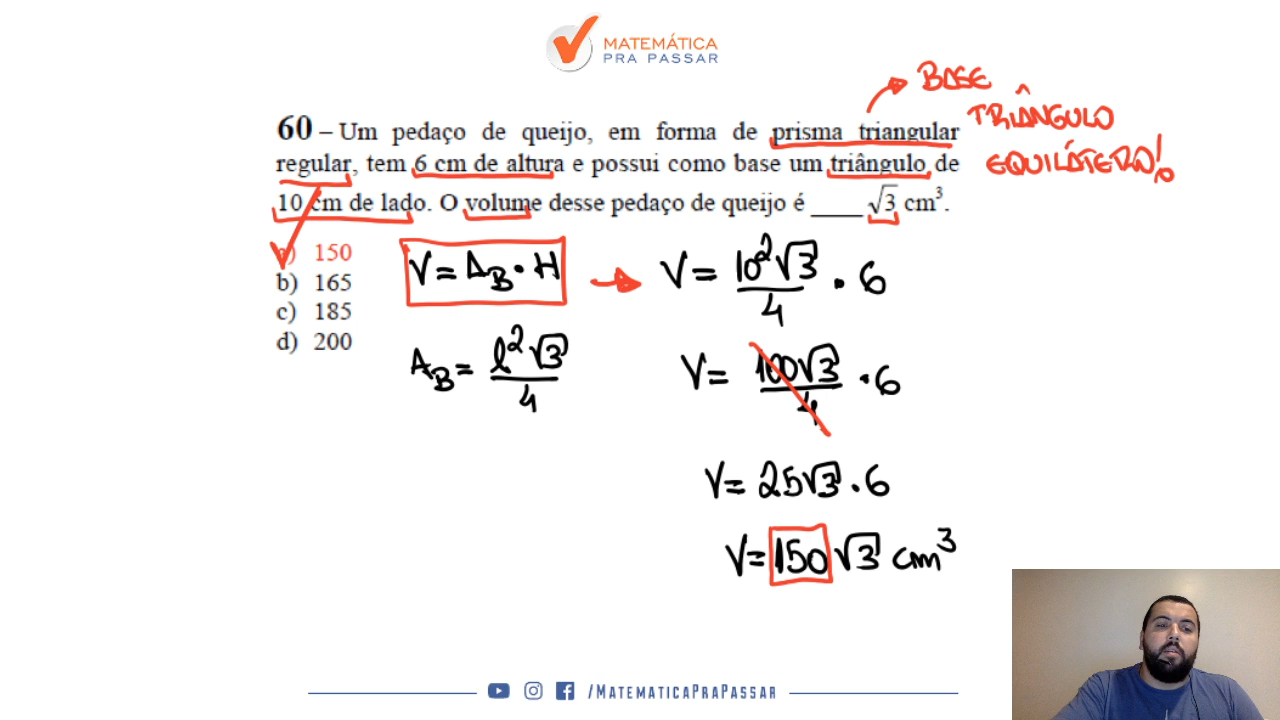 MATEMÁTICA
PRA PASSAR
BASE
TRIÂNGULO
EQUILÁTERO!
60 – Um pedaço de queijo, em forma de prisma triangular
regular, tem 6 cm de altura e possui como base um triângulo de
10 cm de lado. O volume desse pedaço de queijo é ____ √3 cm³.
a) 150
b) 165
c) 185
d) 200
V = A_B · H
A_B = l²√3/4
V = 10²√3/4 · 6
V = 100√3/4 · 6
V = 25√3 · 6
V = 150√3 cm³
/MATEMATICAPRAPASSAR